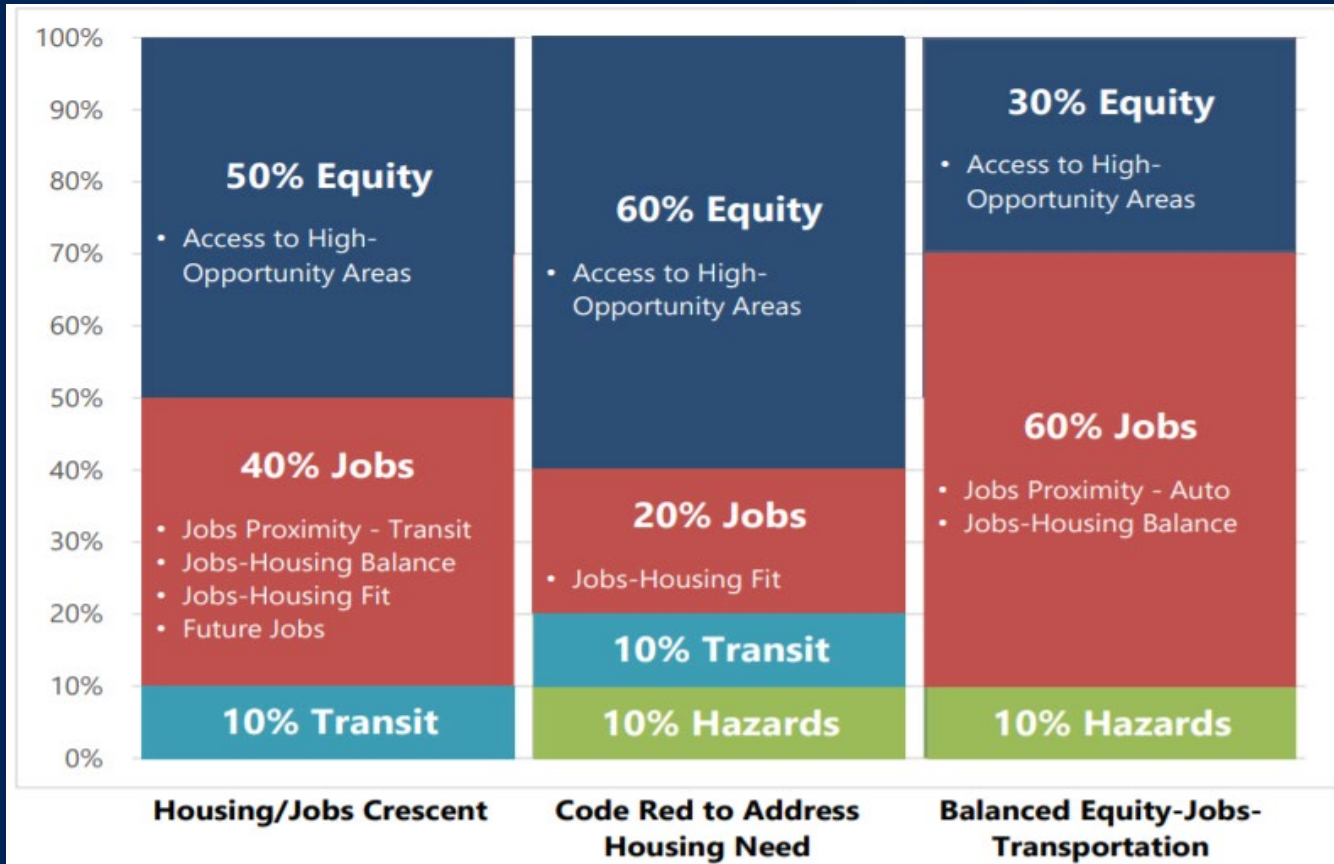 100%
90%
80%
70%
60%
50%
40%
30%
20%
10%
0%
50% Equity
• Access to High-
Opportunity Areas
40% Jobs
• Jobs Proximity - Transit
• Jobs-Housing Balance
• Jobs-Housing Fit
• Future Jobs
10% Transit
Housing/Jobs Crescent
60% Equity
• Access to High-
Opportunity Areas
20% Jobs
• Jobs-Housing Fit
10% Transit
10% Hazards
Code Red to Address
Housing Need
30% Equity
• Access to High-
Opportunity Areas
60% Jobs
• Jobs Proximity - Auto
• Jobs-Housing Balance
10% Hazards
Balanced Equity-Jobs-
Transportation